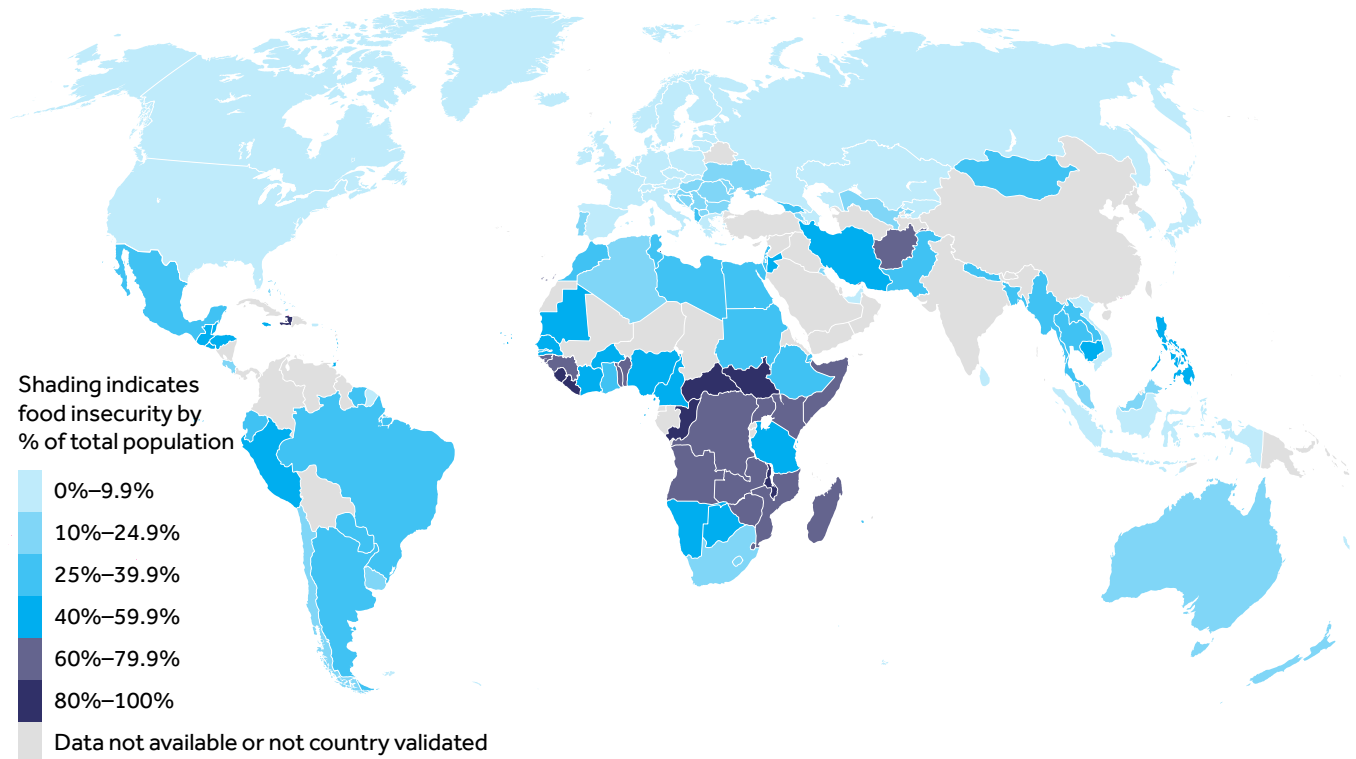 Shading indicates
food insecurity by
% of total population
0%–9.9%
10%–24.9%
25%–39.9%
40%–59.9%
60%–79.9%
80%–100%
Data not available or not country validated